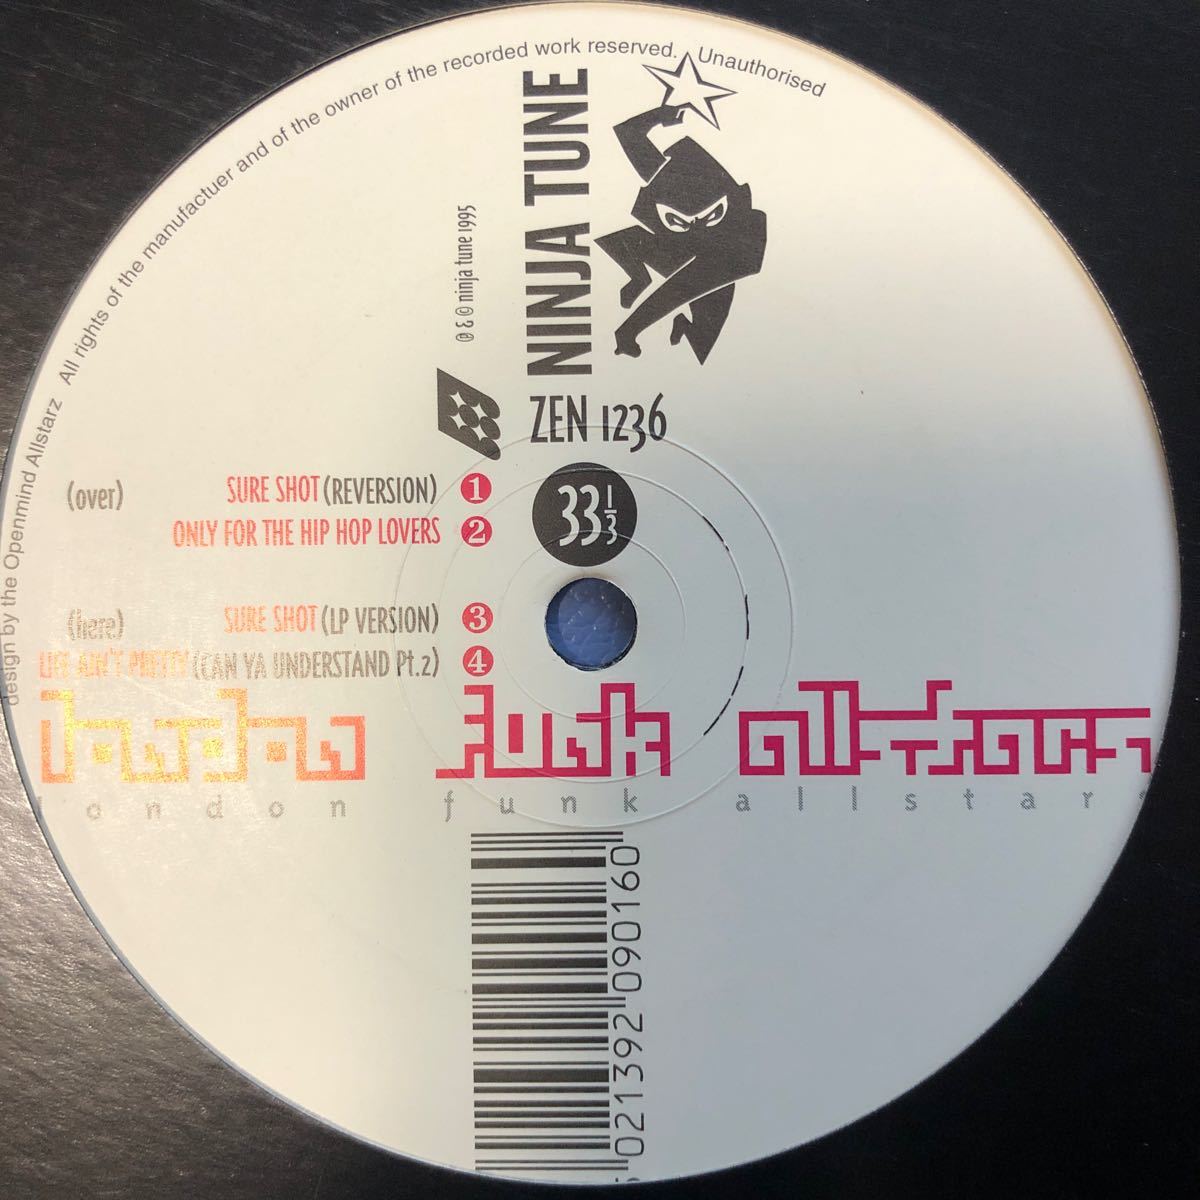 design by the Openmind Allstarz All rights of the manufactuer and of the owner of the recorded work reserved. Unauthorised
NINJA TUNE
℗ & © ninja tune 1995
ZEN 1236
33 1/3
(over) SURE SHOT (REVERSION) 1
ONLY FOR THE HIP HOP LOVERS 2
(here) SURE SHOT (LP VERSION) 3
LIFE AIN'T PRETTY (CAN YA UNDERSTAND Pt.2) 4
london funk allstars
london funk allstars
5 021392 090160